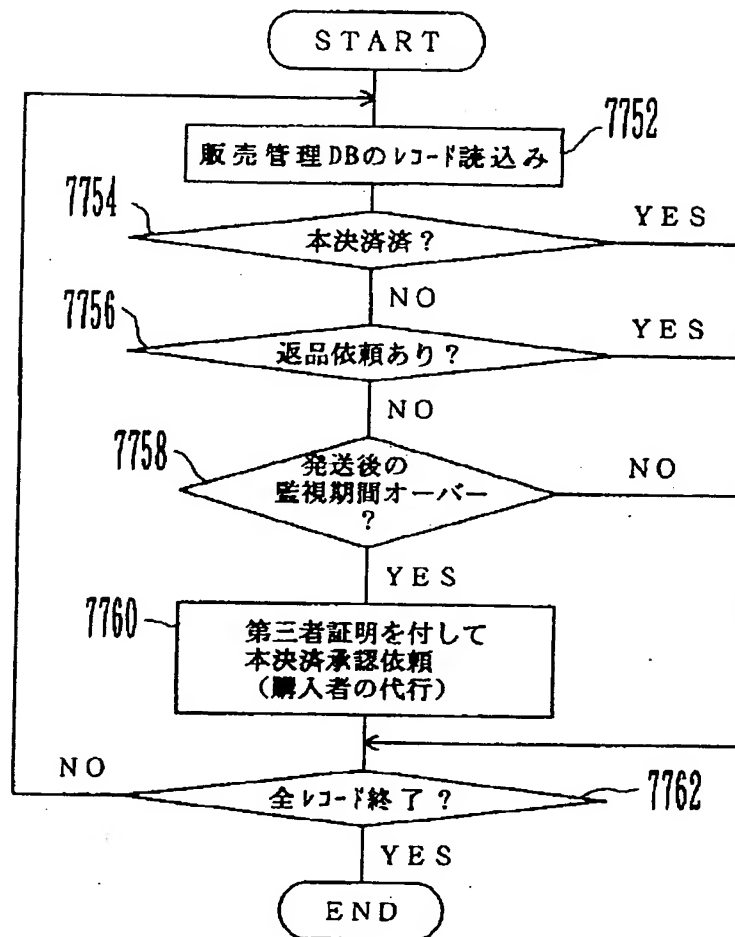 START
7752
販売管理DBのレコード読込み
7754
本決済済？
YES
NO
7756
返品依頼あり？
YES
NO
7758
発送後の
監視期間オーバー
？
NO
YES
7760
第三者証明を付して
本決済承認依頼
（購入者の代行）
NO
全レコード終了？
7762
YES
END